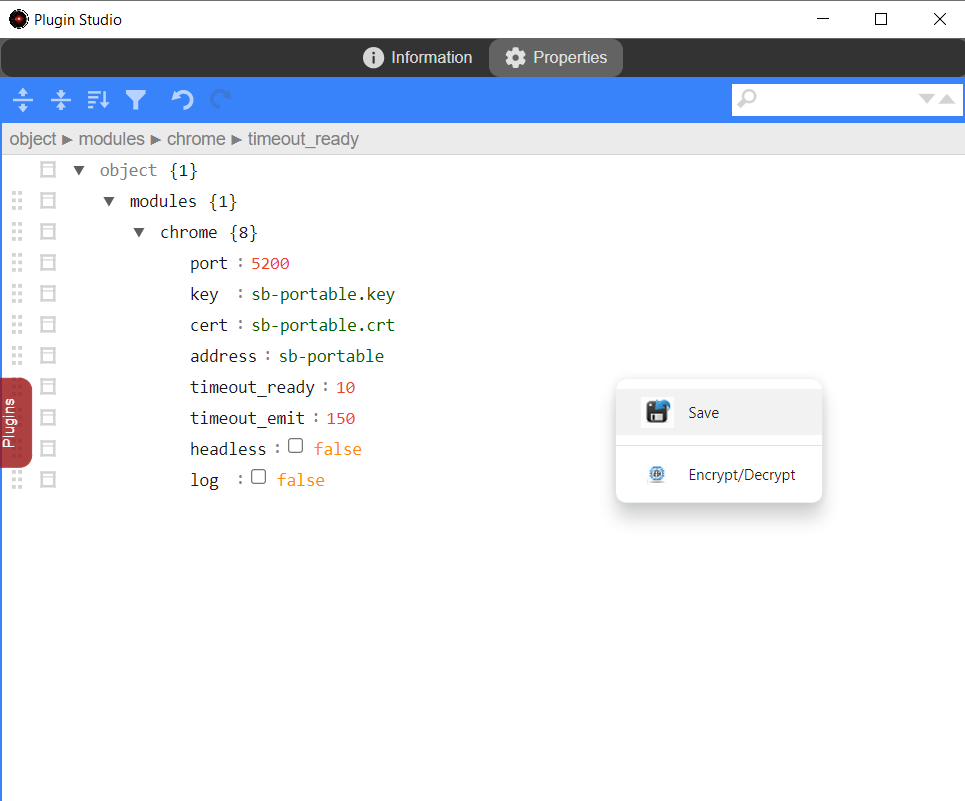 Plugin Studio
Information Properties
object ► modules ► chrome ► timeout_ready
object {1}
modules {1}
chrome {8}
port : 5200
key : sb-portable.key
cert : sb-portable.crt
address : sb-portable
timeout_ready : 10
timeout_emit : 150
headless : false
log : false
Plugins
Save
Encrypt/Decrypt